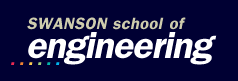 SWANSON school of
engineering